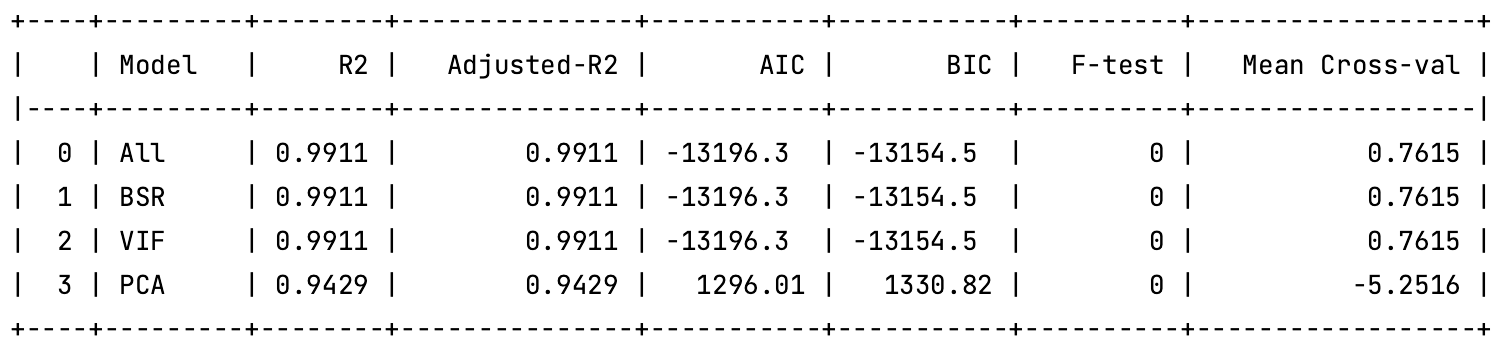 +----+---------+--------+---------------+-----------+-----------+----------+------------------+
|    | Model   |     R2 |   Adjusted-R2 |       AIC |       BIC |   F-test |   Mean Cross-val |
|----+---------+--------+---------------+-----------+-----------+----------+------------------|
|  0 | All     | 0.9911 |        0.9911 | -13196.3  | -13154.5  |        0 |           0.7615 |
|  1 | BSR     | 0.9911 |        0.9911 | -13196.3  | -13154.5  |        0 |           0.7615 |
|  2 | VIF     | 0.9911 |        0.9911 | -13196.3  | -13154.5  |        0 |           0.7615 |
|  3 | PCA     | 0.9429 |        0.9429 |   1296.01 |   1330.82 |        0 |          -5.2516 |
+----+---------+--------+---------------+-----------+-----------+----------+------------------+